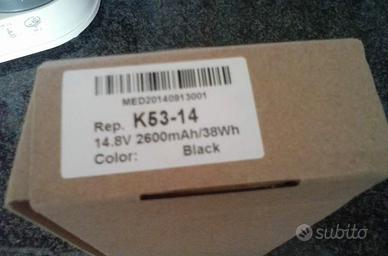 MED20140913001
Rep. K53-14
14.8V 2600mAh/38Wh
Color: Black
subito